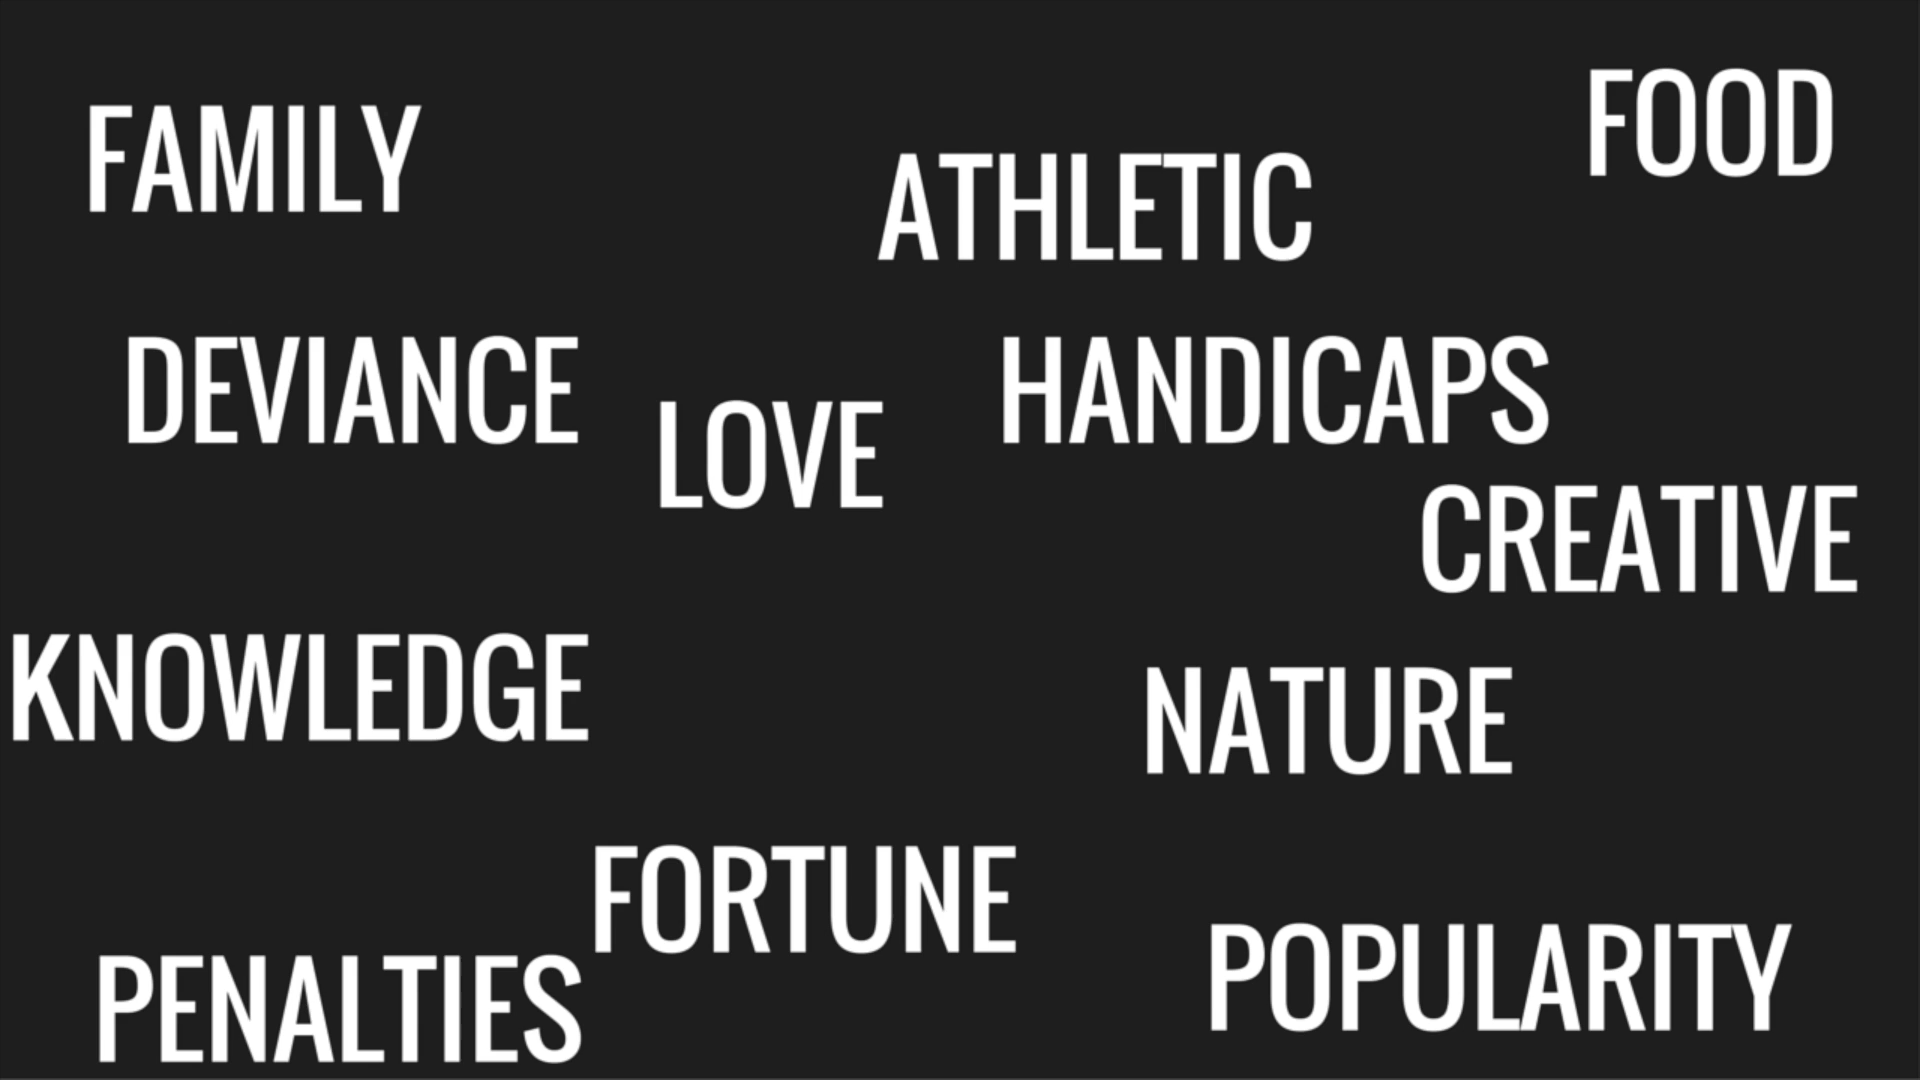 FAMILY
ATHLETIC
FOOD
DEVIANCE
LOVE
HANDICAPS
CREATIVE
KNOWLEDGE
NATURE
FORTUNE
PENALTIES
POPULARITY